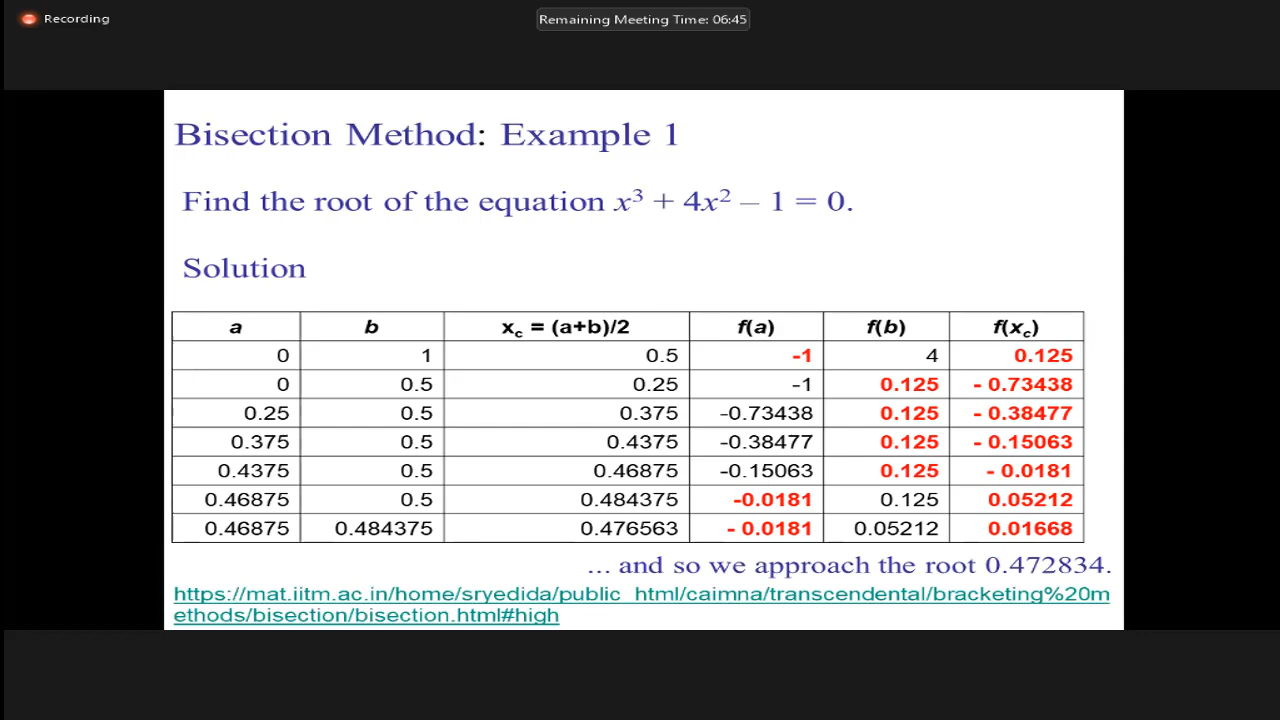 Recording
Remaining Meeting Time: 06:45
Bisection Method: Example 1
Find the root of the equation x³ + 4x² – 1 = 0.
Solution
a b x_c = (a+b)/2 f(a) f(b) f(x_c)
0 1 0.5 -1 4 0.125
0 0.5 0.25 -1 0.125 - 0.73438
0.25 0.5 0.375 -0.73438 0.125 - 0.38477
0.375 0.5 0.4375 -0.38477 0.125 - 0.15063
0.4375 0.5 0.46875 -0.15063 0.125 - 0.0181
0.46875 0.5 0.484375 -0.0181 0.125 0.05212
0.46875 0.484375 0.476563 - 0.0181 0.05212 0.01668
... and so we approach the root 0.472834.
https://mat.iitm.ac.in/home/sryedida/public_html/caimna/transcendental/bracketing%20m
ethods/bisection/bisection.html#high